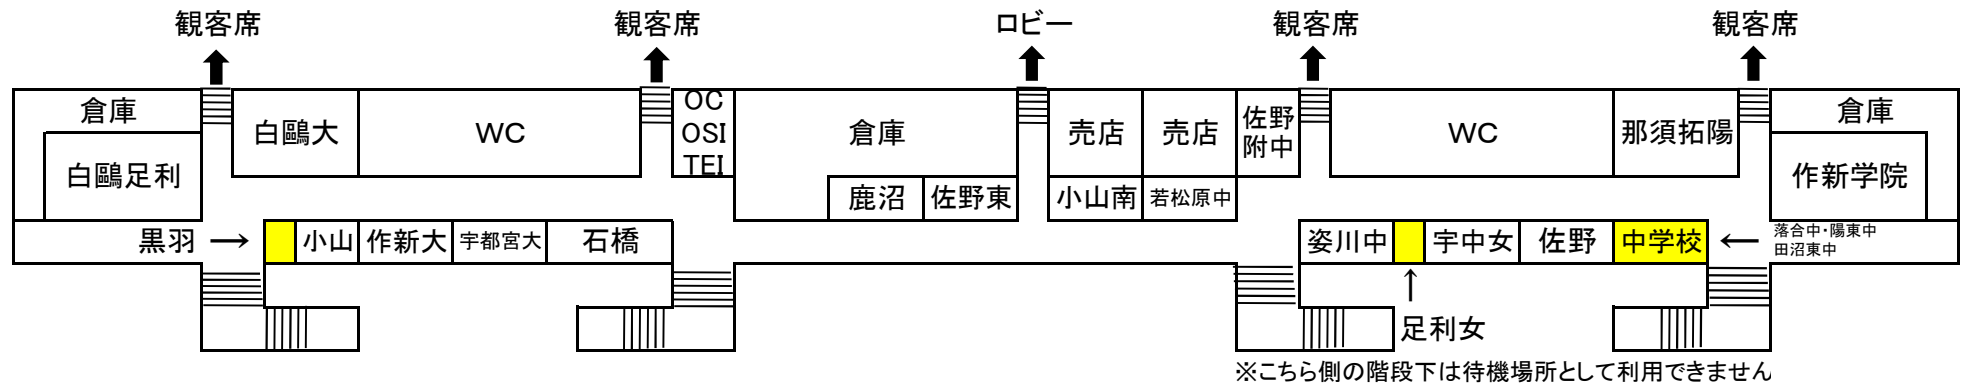 観客席
観客席
ロビー
観客席
観客席
倉庫
白鷗足利
白鷗大
WC
OC
OSI
TEI
倉庫
鹿沼
佐野東
売店
売店
小山南
若松原中
佐野
附中
WC
那須拓陽
倉庫
作新学院
黒羽 →
小山
作新大
宇都宮大
石橋
姿川中
宇中女
佐野
中学校
← 落合中・陽東中
田沼東中
↑
足利女
※こちら側の階段下は待機場所として利用できません